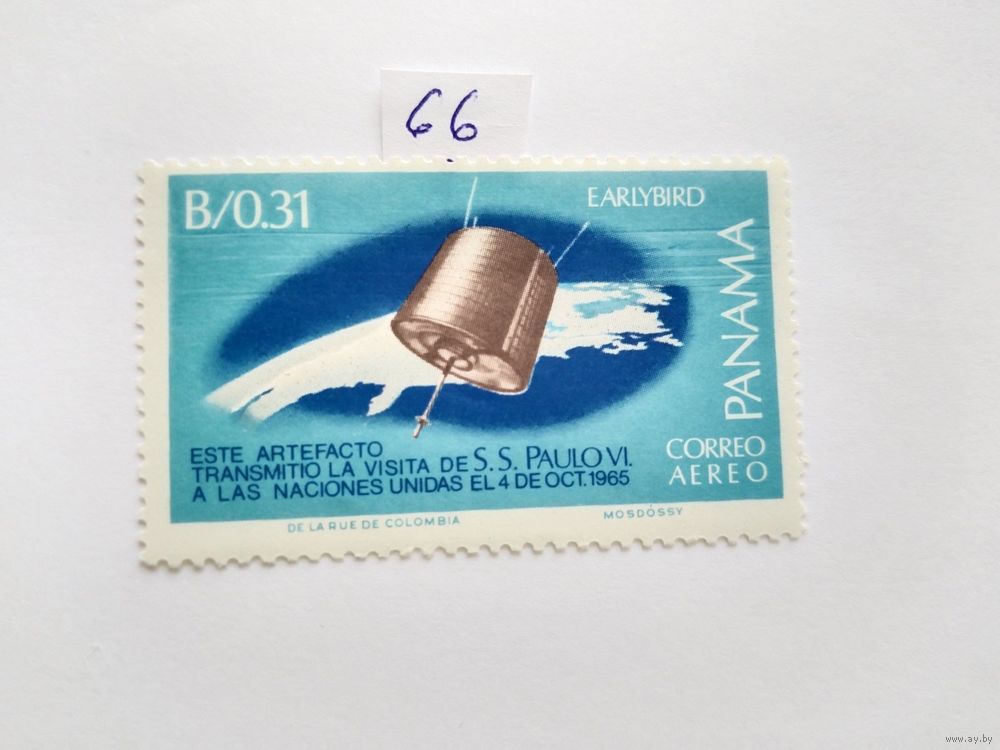 66
B/0.31
EARLYBIRD
PANAMA
CORREO
AEREO
ESTE ARTEFACTO
TRANSMITIO LA VISITA DE S.S. PAULO VI.
A LAS NACIONES UNIDAS EL 4 DE OCT. 1965
DE LA RUE DE COLOMBIA
MOSDÓSSY
www.ay.by